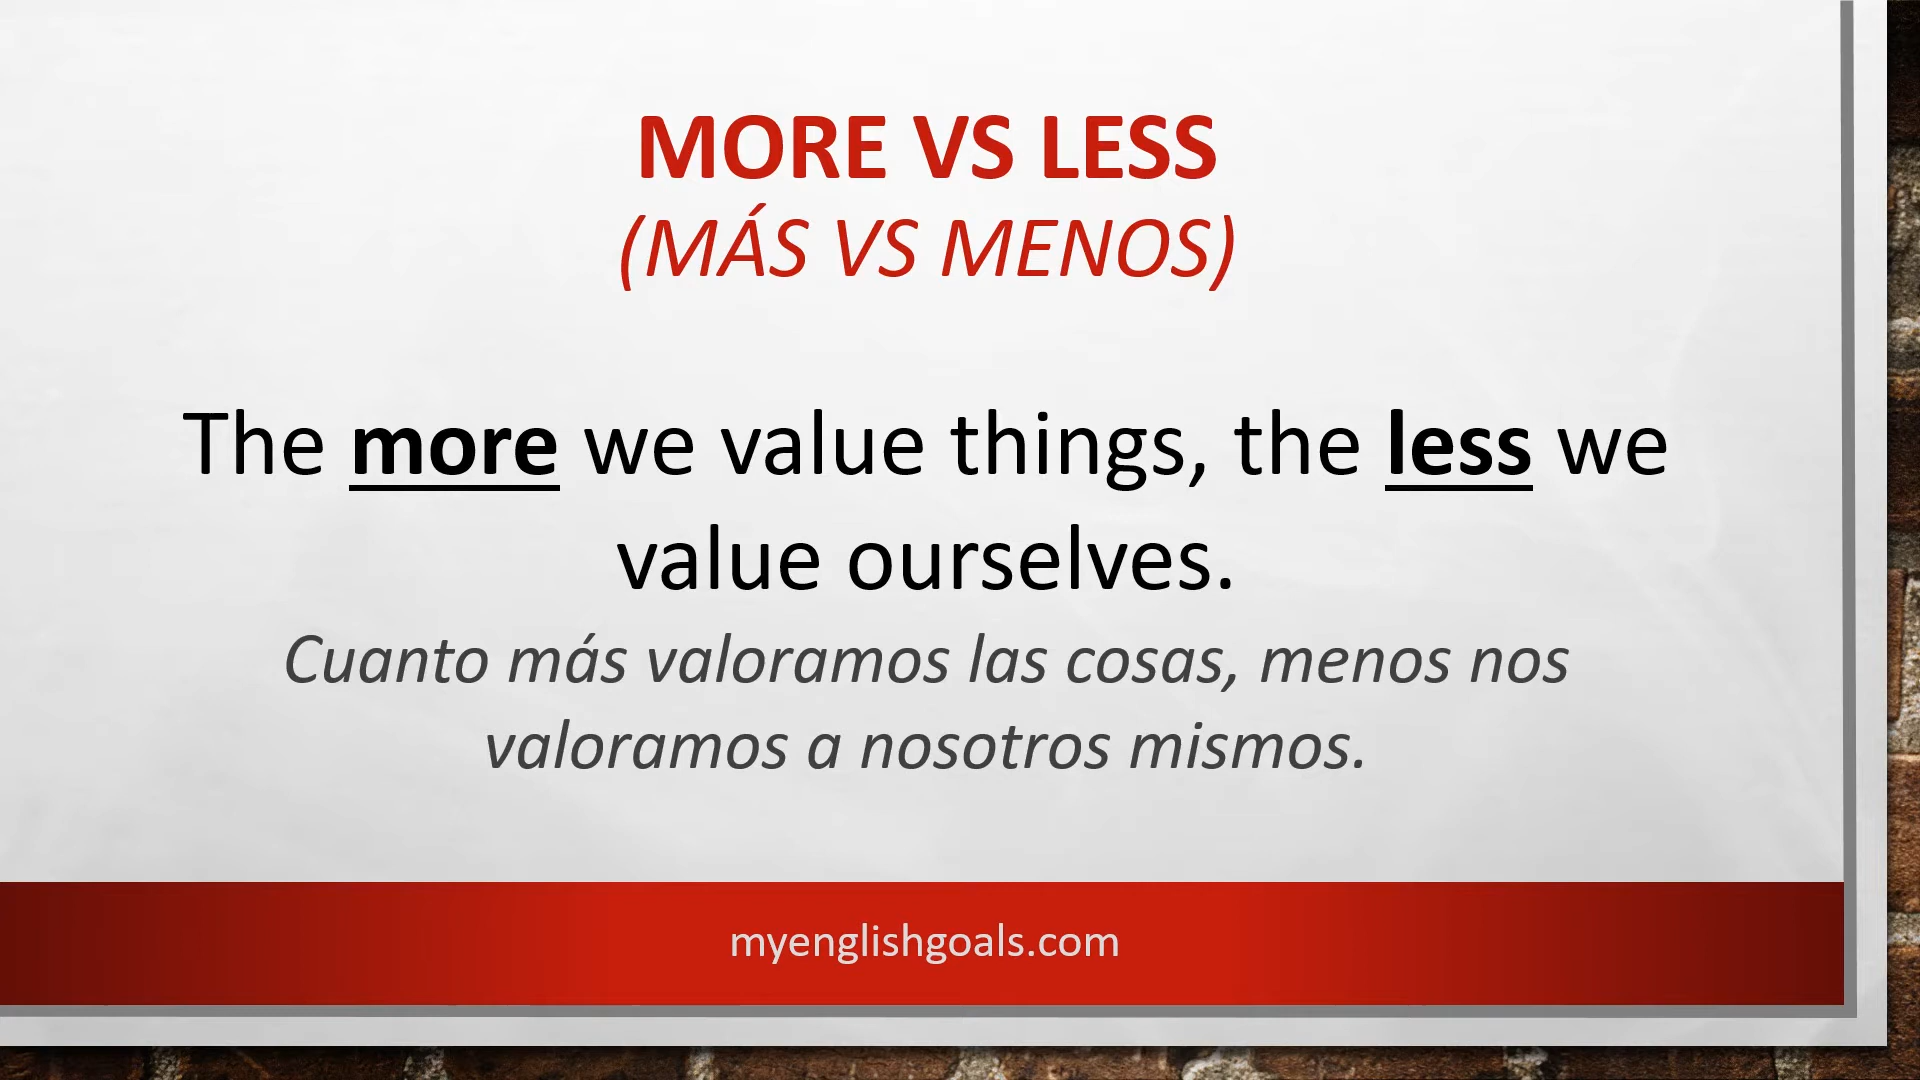 MORE VS LESS
(MÁS VS MENOS)
The more we value things, the less we
value ourselves.
Cuanto más valoramos las cosas, menos nos
valoramos a nosotros mismos.
myenglishgoals.com